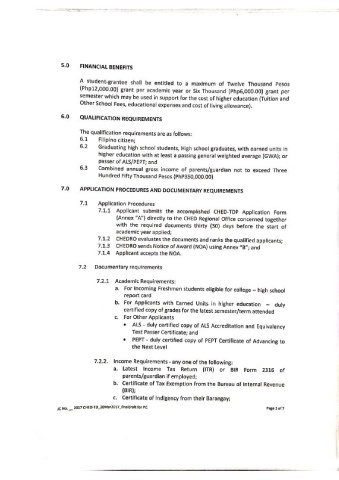 5.0 FINANCIAL BENEFITS
A student-grantee shall be entitled to a maximum of Twelve Thousand Pesos
(Php12,000.00) grant per academic year or Six Thousand (Php6,000.00) grant per
semester which may be used in support for the cost of higher education (Tuition and
Other School Fees, educational expenses and cost of living allowance).
6.0 QUALIFICATION REQUIREMENTS
The qualification requirements are as follows:
6.1 Filipino citizen;
6.2 Graduating high school students, High school graduates, with earned units in
higher education with at least a passing general weighted average (GWA); or
passer of ALS/PEPT; and
6.3 Combined annual gross income of parents/guardian not to exceed Three
Hundred Fifty Thousand Pesos (PHP350,000.00)
7.0 APPLICATION PROCEDURES AND DOCUMENTARY REQUIREMENTS
7.1 Application Procedures
7.1.1 Applicant submits the accomplished CHED-TDP Application Form
(Annex "A") directly to the CHED Regional Office concerned together
with the required documents thirty (30) days before the start of
academic year applied;
7.1.2 CHEDRO evaluates the documents and ranks the qualified applicants;
7.1.3 CHEDRO sends Notice of Award (NOA) using Annex "B"; and
7.1.4 Applicant accepts the NOA.
7.2 Documentary requirements
7.2.1 Academic Requirements:
a. For Incoming Freshmen students eligible for college – high school
report card
b. For Applicants with Earned Units in higher education – duly
certified copy of grades for the latest semester/term attended
c. For Other Applicants
• ALS - duly certified copy of ALS Accreditation and Equivalency
Test Passer Certificate; and
• PEPT - duly certified copy of PEPT Certificate of Advancing to
the Next Level
7.2.2. Income Requirements - any one of the following:
a. Latest Income Tax Return (ITR) or BIR Form 2316 of
parents/guardian if employed;
b. Certificate of Tax Exemption from the Bureau of Internal Revenue
(BIR);
c. Certificate of Indigency from their Barangay;
Page 2 of 7